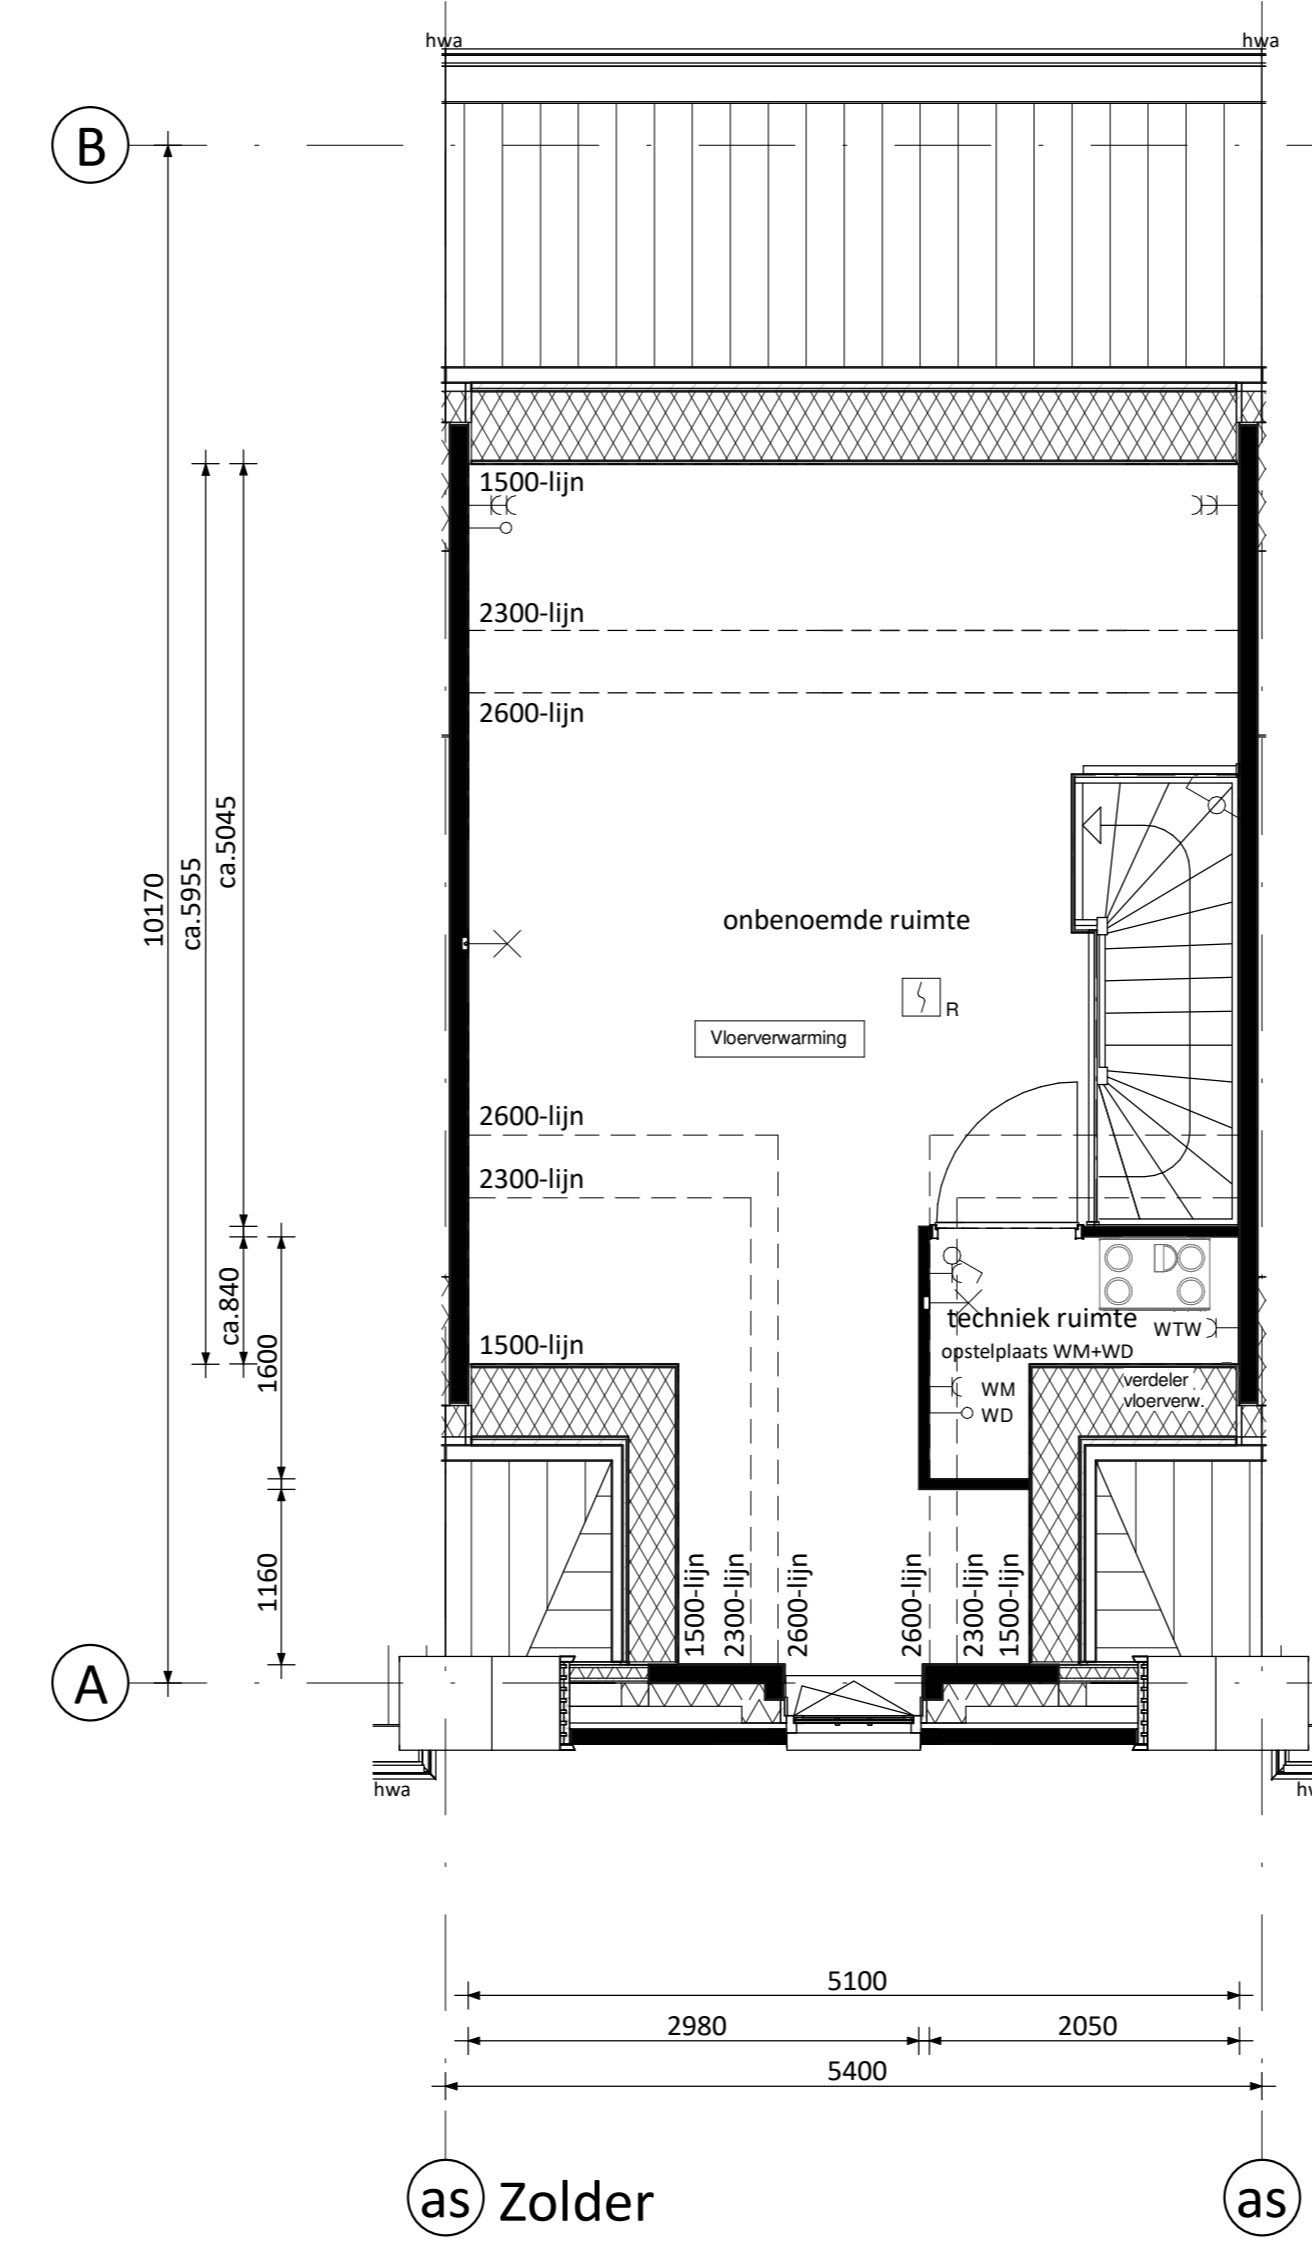 hwa
hwa
B
1500-lijn
2300-lijn
2600-lijn
10170
ca.5955
ca.5045
onbenoemde ruimte
R
Vloerverwarming
2600-lijn
2300-lijn
ca.840
1600
1500-lijn
techniek ruimte
WTW
opstelplaats WM+WD
verdeler
vloerverw.
WM
WD
1160
1500-lijn
2300-lijn
2600-lijn
2600-lijn
2300-lijn
1500-lijn
A
hwa
5100
2980
2050
5400
as
Zolder
as